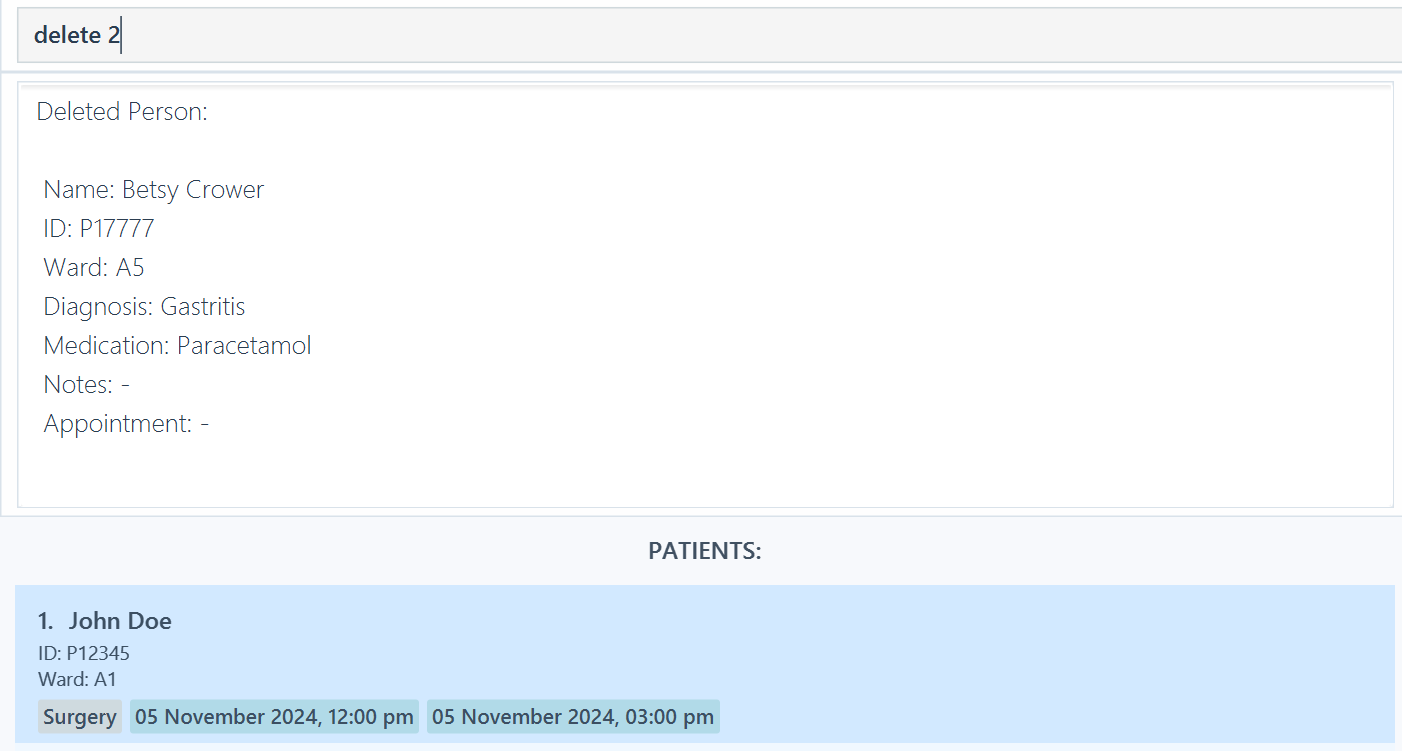 delete 2
Deleted Person:
Name: Betsy Crower
ID: P17777
Ward: A5
Diagnosis: Gastritis
Medication: Paracetamol
Notes: -
Appointment: -
PATIENTS:
1. John Doe
ID: P12345
Ward: A1
Surgery 05 November 2024, 12:00 pm 05 November 2024, 03:00 pm